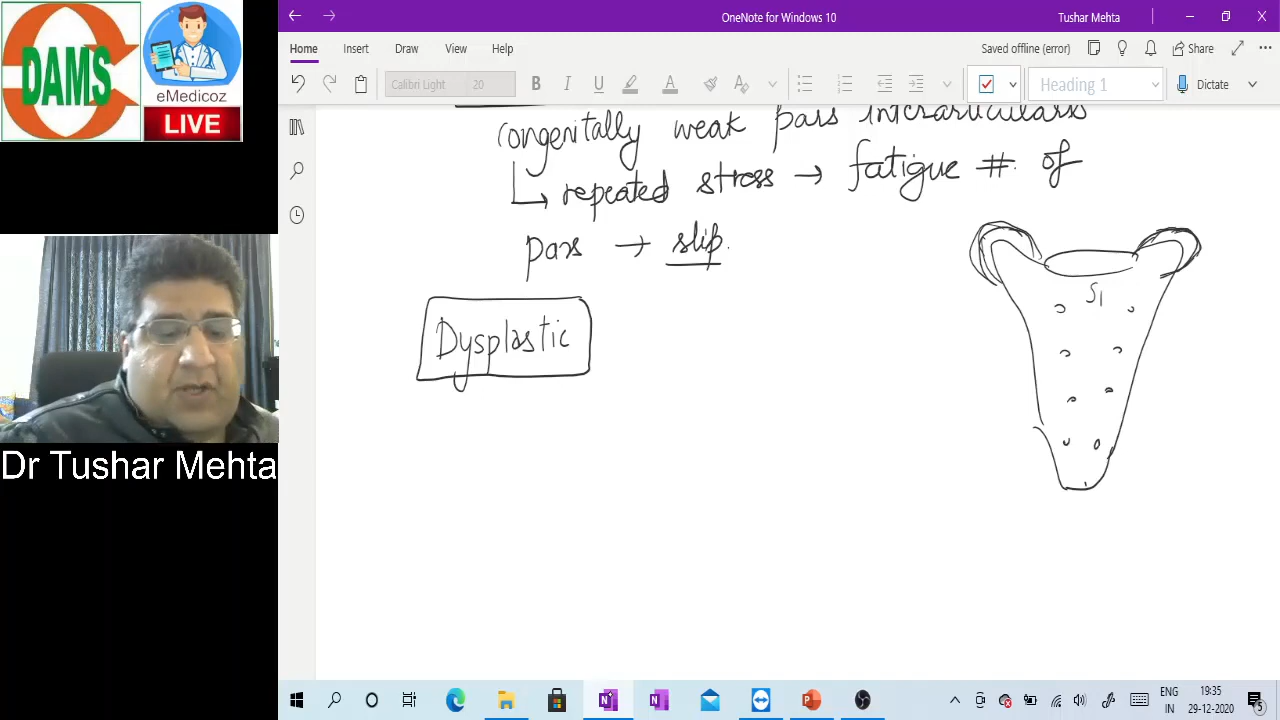 DAMS
eMedicoz
LIVE
OneNote for Windows 10
Tushar Mehta
Home
Insert
Draw
View
Help
Saved offline (error)
Share
Calibri Light
20
B
I
U
A
Heading 1
Dictate
Congenitally weak pars interarticularis
↳ repeated stress → fatigue #. of
pars → slip.
Dysplastic
S1
Dr Tushar Mehta
ENG
IN
19:35
29-12-2020
5